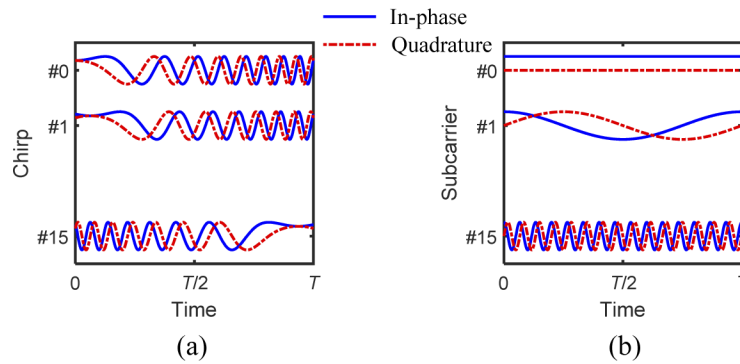 In-phase
Quadrature
#0
#1
#15
Chirp
0
T/2
T
Time
(a)
#0
#1
#15
Subcarrier
0
T/2
T
Time
(b)